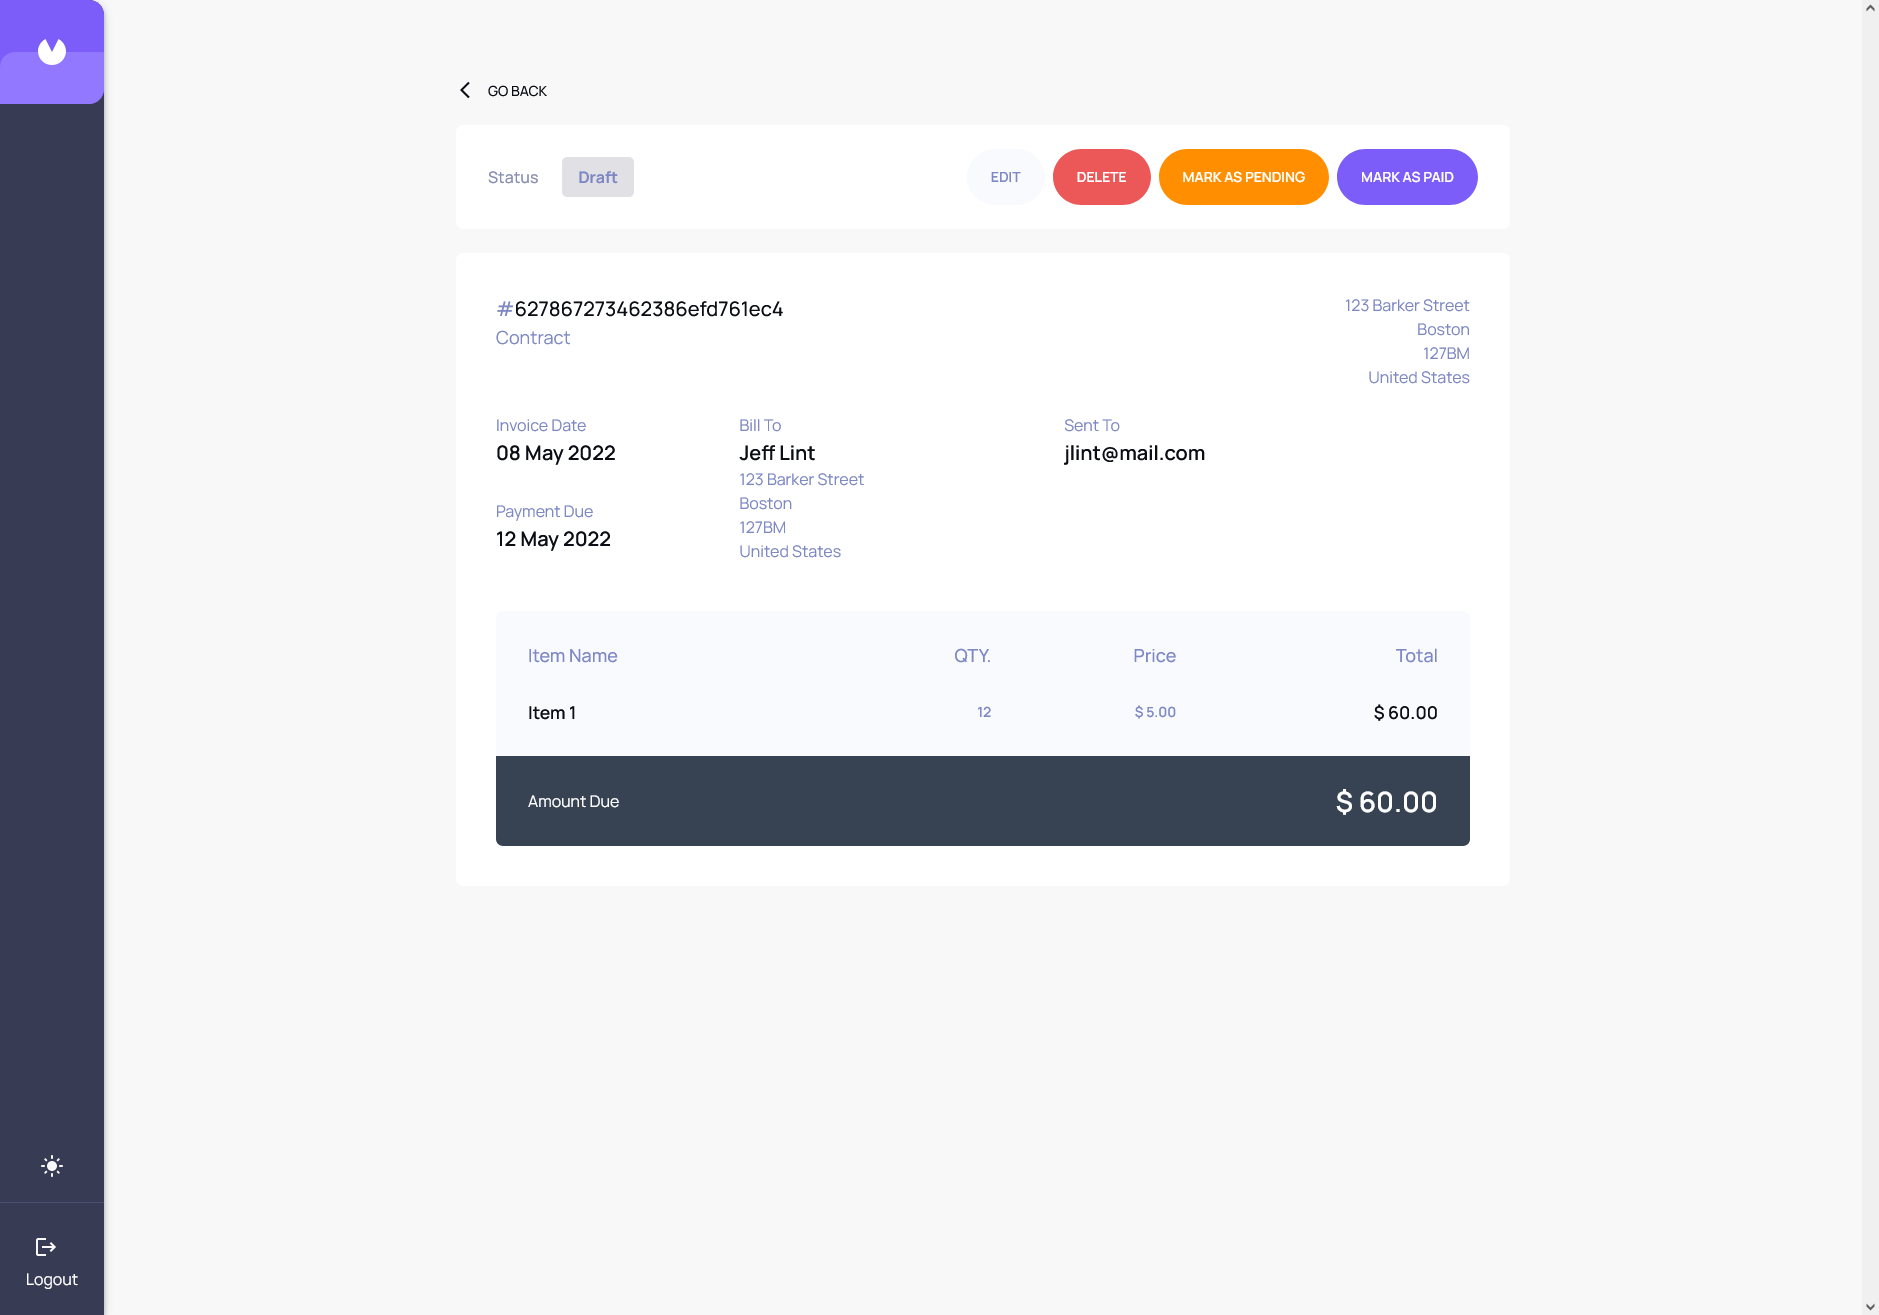 GO BACK
Status
Draft
EDIT
DELETE
MARK AS PENDING
MARK AS PAID
#627867273462386efd761ec4
Contract
123 Barker Street
Boston
127BM
United States
Invoice Date
08 May 2022
Payment Due
12 May 2022
Bill To
Jeff Lint
123 Barker Street
Boston
127BM
United States
Sent To
jlint@mail.com
Item Name QTY. Price Total
Item 1 12 $ 5.00 $ 60.00
Amount Due $ 60.00
Logout